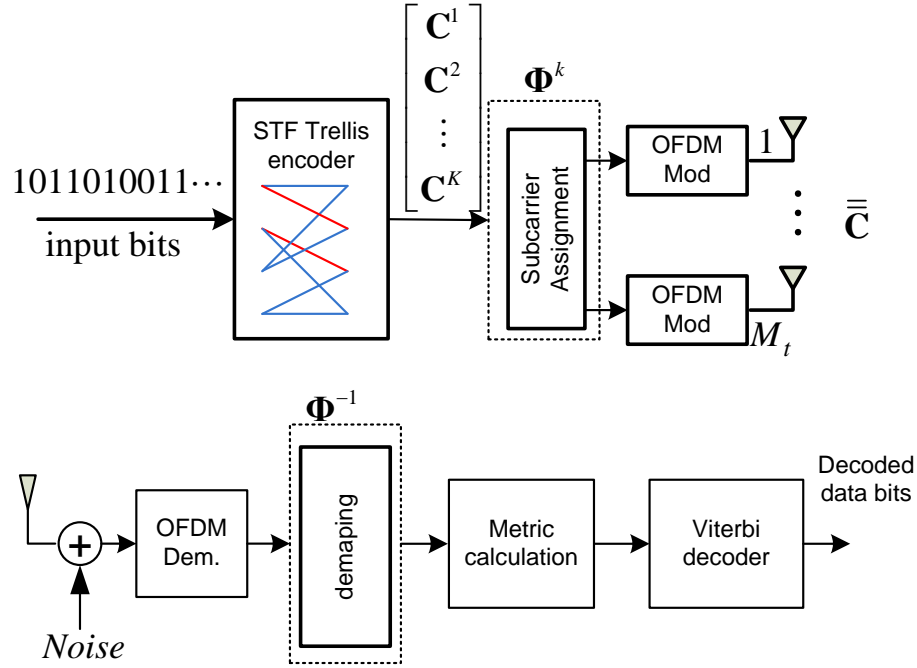 C^1
C^2
⋮
C^K
Φ^k
STF Trellis
encoder
1011010011⋯
input bits
Subcarrier
Assignment
OFDM
Mod
1
⋮
C̿
OFDM
Mod
M_t
Φ^{-1}
OFDM
Dem.
+
Noise
demaping
Metric
calculation
Viterbi
decoder
Decoded
data bits